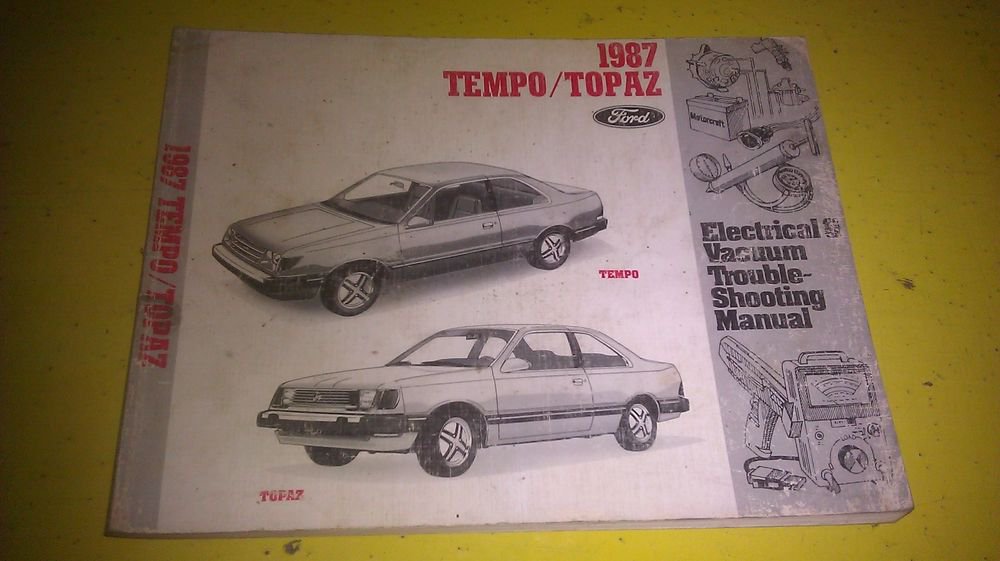 1987
TEMPO/TOPAZ
Ford
Motorcraft
1987 TEMPO/TOPAZ
Electrical &
Vacuum
Trouble-
Shooting
Manual
TEMPO
TOPAZ